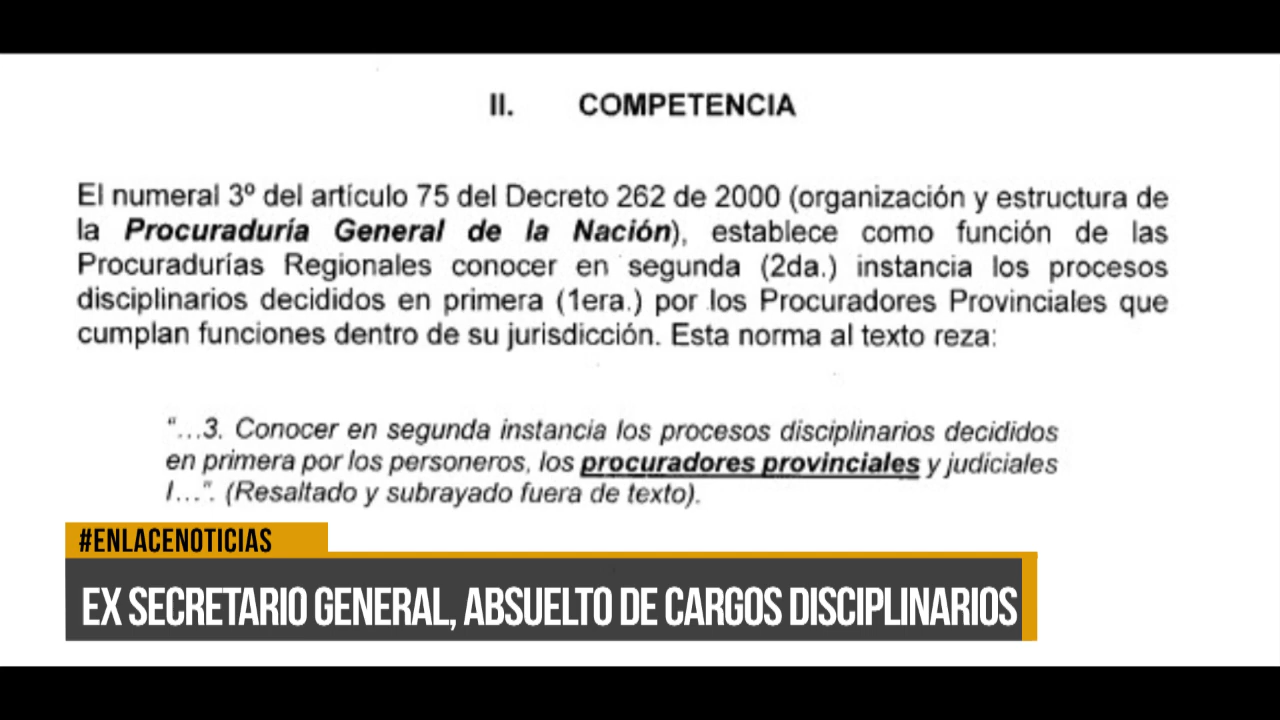 II. COMPETENCIA
El numeral 3º del artículo 75 del Decreto 262 de 2000 (organización y estructura de
la Procuraduría General de la Nación), establece como función de las
Procuradurías Regionales conocer en segunda (2da.) instancia los procesos
disciplinarios decididos en primera (1era.) por los Procuradores Provinciales que
cumplan funciones dentro de su jurisdicción. Esta norma al texto reza:
“…3. Conocer en segunda instancia los procesos disciplinarios decididos
en primera por los personeros, los procuradores provinciales y judiciales
I…”. (Resaltado y subrayado fuera de texto).
#ENLACENOTICIAS
EX SECRETARIO GENERAL, ABSUELTO DE CARGOS DISCIPLINARIOS